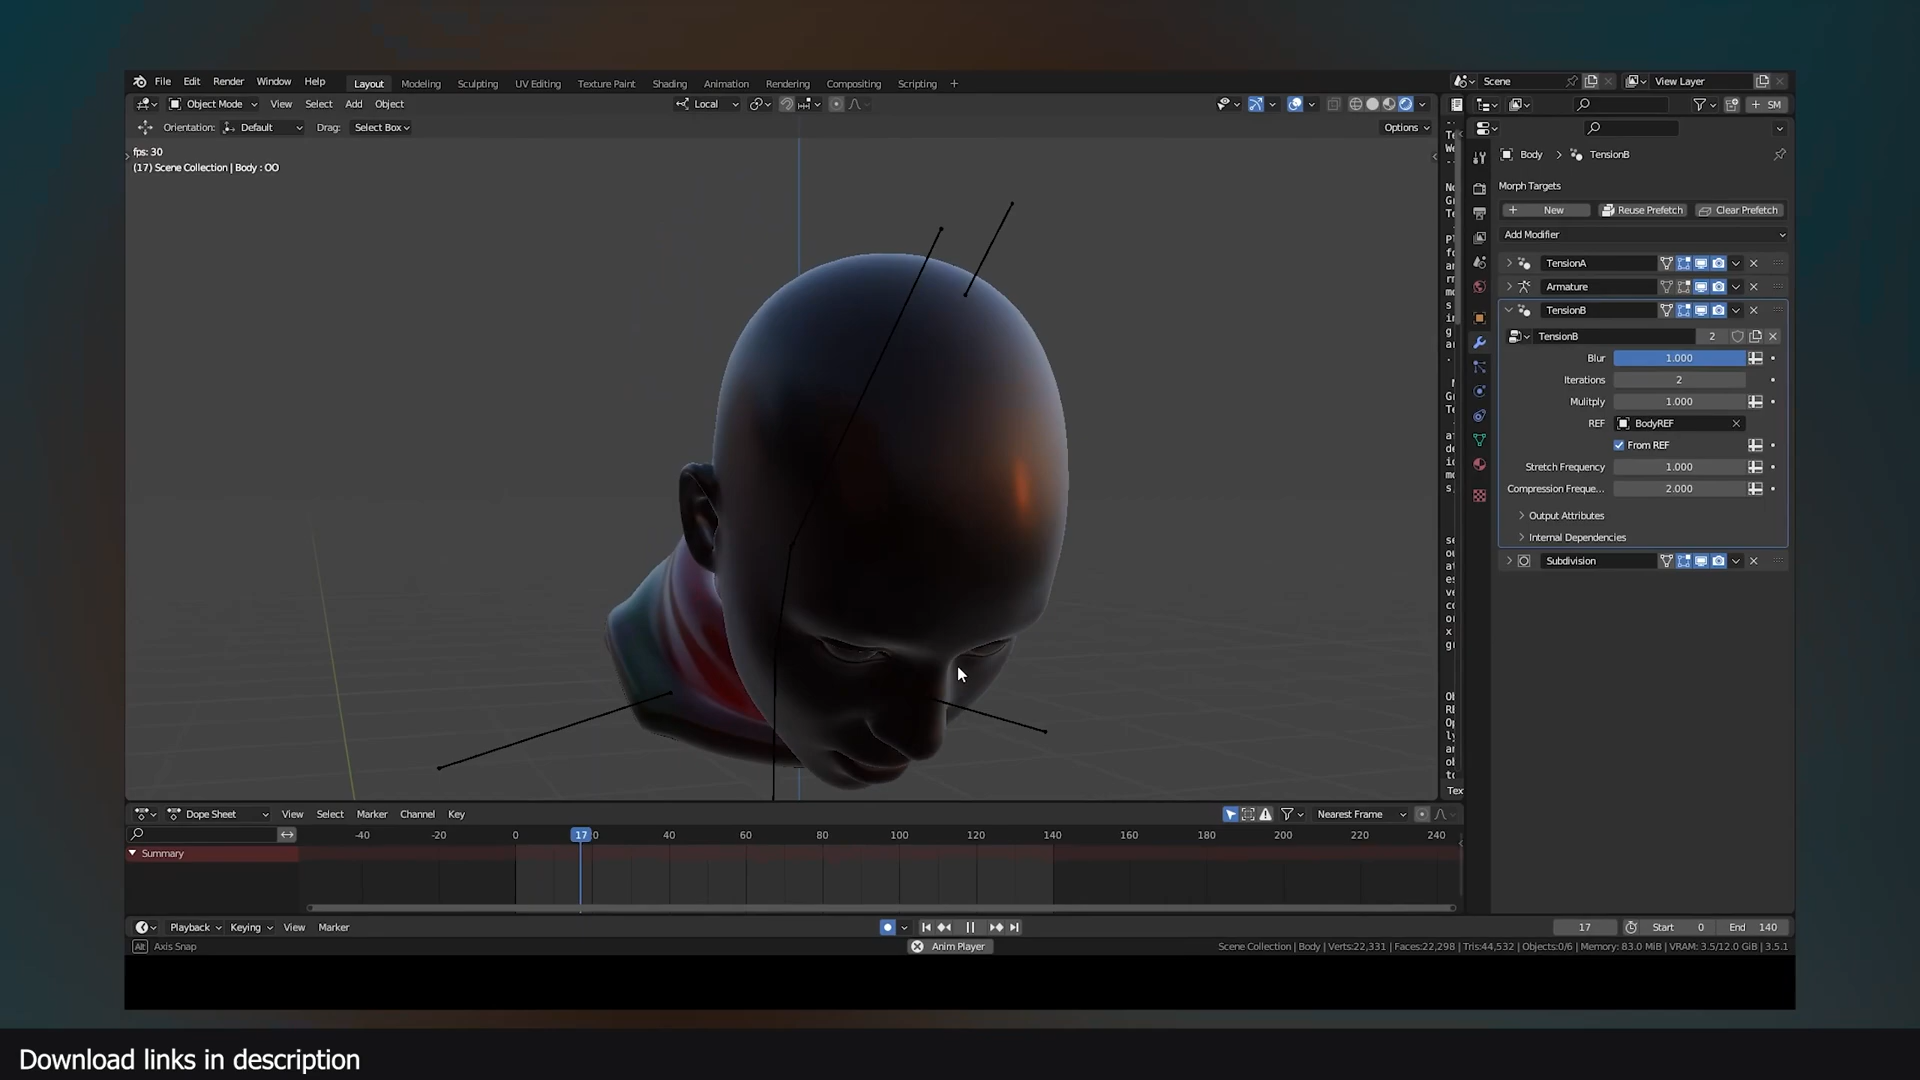 File Edit Render Window Help Layout Modeling Sculpting UV Editing Texture Paint Shading Animation Rendering Compositing Scripting + Scene View Layer
Object Mode View Select Add Object Local SM
Orientation: Default Drag: Select Box Options
fps: 30
(17) Scene Collection | Body : OO
Body > TensionB
Morph Targets
+ New Reuse Prefetch Clear Prefetch
Add Modifier
TensionA
Armature
TensionB
TensionB 2
Blur 1.000
Iterations 2
Mulitply 1.000
REF BodyREF
From REF
Stretch Frequency 1.000
Compression Freque... 2.000
Output Attributes
Internal Dependencies
Subdivision
Dope Sheet View Select Marker Channel Key Nearest Frame
-40 -20 0 17 40 60 80 100 120 140 160 180 200 220 240
Summary
Playback Keying View Marker 17 Start 0 End 140
Alt Axis Snap Anim Player Scene Collection | Body | Verts:22,331 | Faces:22,298 | Tris:44,532 | Objects:0/6 | Memory: 83.0 MiB | VRAM: 3.5/12.0 GiB | 3.5.1
Download links in description